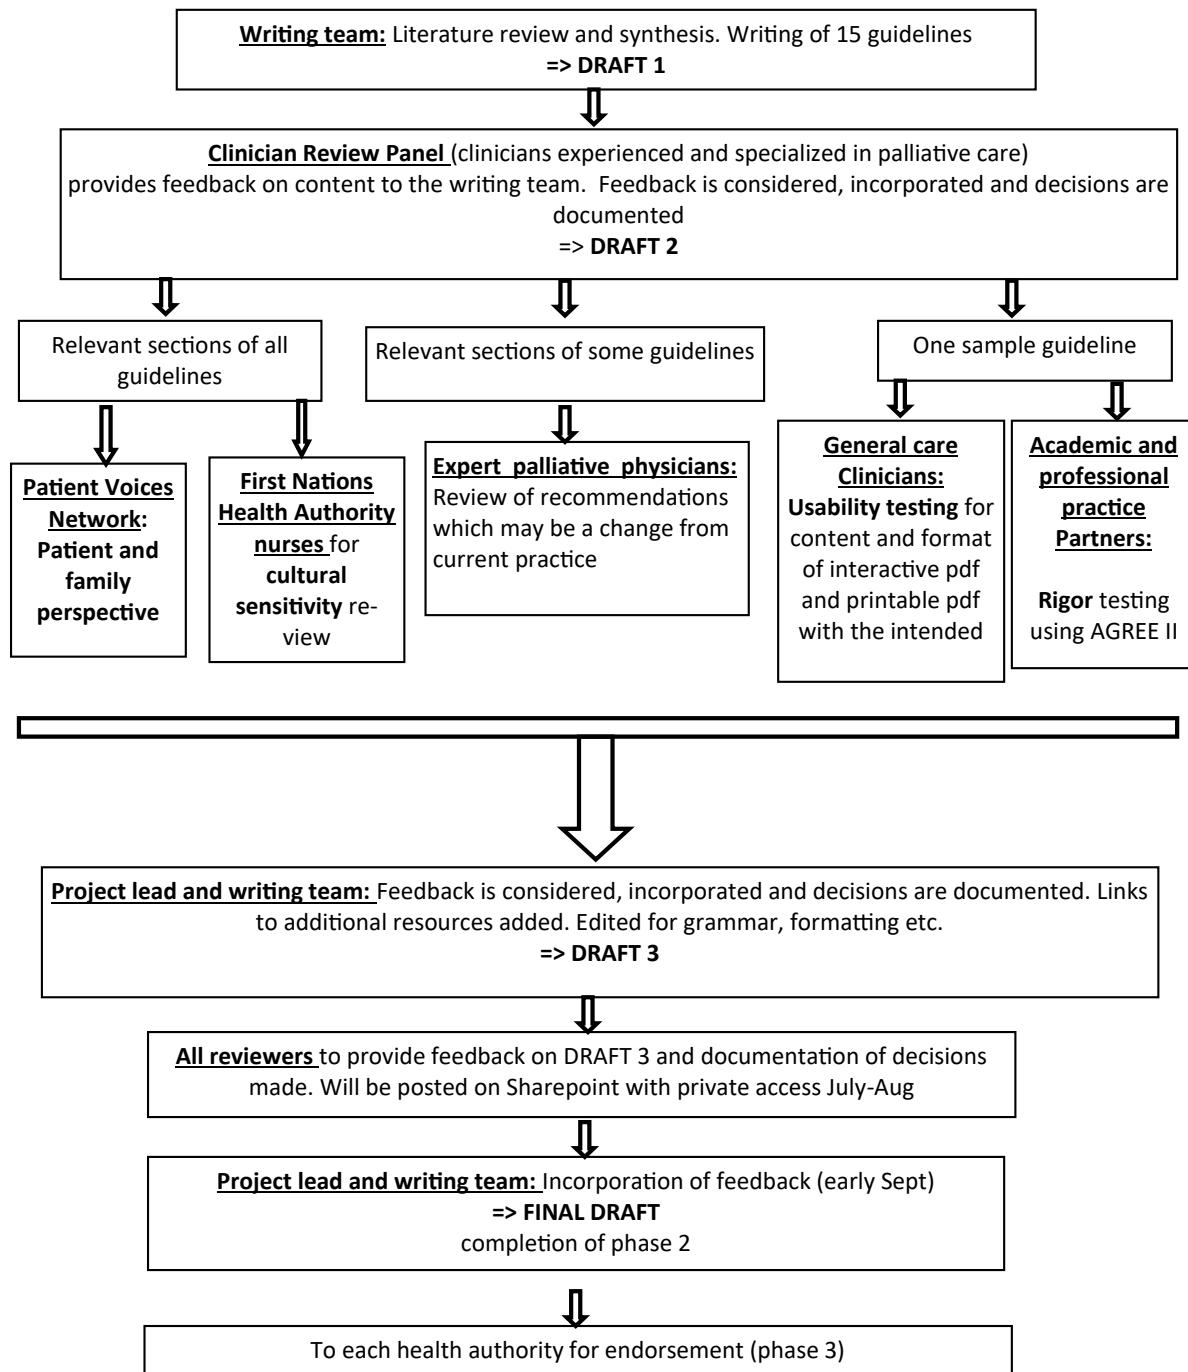 Writing team: Literature review and synthesis. Writing of 15 guidelines
=> DRAFT 1
Clinician Review Panel (clinicians experienced and specialized in palliative care)
provides feedback on content to the writing team.  Feedback is considered, incorporated and decisions are
documented
=> DRAFT 2
Relevant sections of all
guidelines
Relevant sections of some guidelines
One sample guideline
Patient Voices
Network:
Patient and
family
perspective
First Nations
Health Authority
nurses for
cultural
sensitivity re-
view
Expert palliative physicians:
Review of recommendations
which may be a change from
current practice
General care
Clinicians:
Usability testing for
content and format
of interactive pdf
and printable pdf
with the intended
Academic and
professional
practice
Partners:
Rigor testing
using AGREE II
Project lead and writing team: Feedback is considered, incorporated and decisions are documented. Links
to additional resources added. Edited for grammar, formatting etc.
=> DRAFT 3
All reviewers to provide feedback on DRAFT 3 and documentation of decisions
made. Will be posted on Sharepoint with private access July-Aug
Project lead and writing team: Incorporation of feedback (early Sept)
=> FINAL DRAFT
completion of phase 2
To each health authority for endorsement (phase 3)